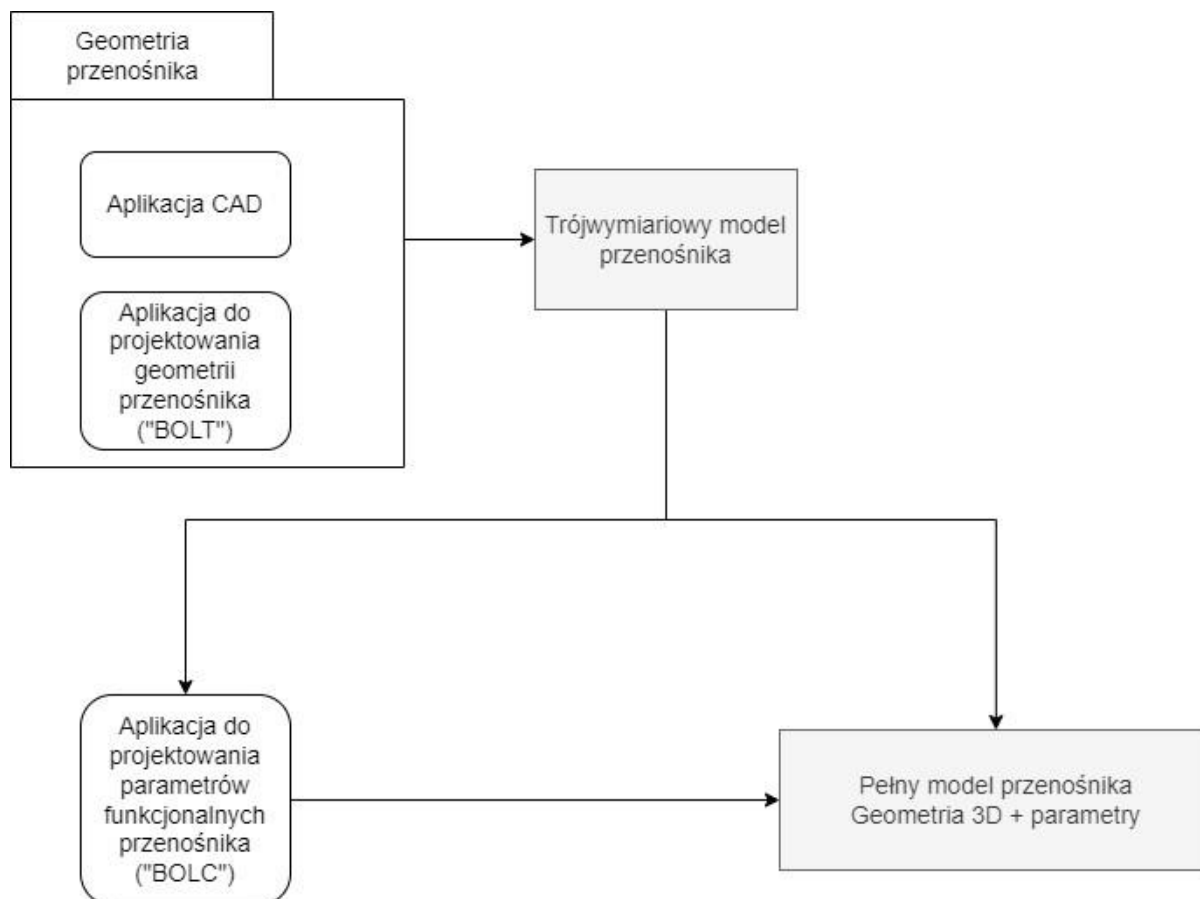 Geometria
przenośnika
Aplikacja CAD
Aplikacja do
projektowania
geometrii
przenośnika
("BOLT")
Trójwymiariowy model
przenośnika
Aplikacja do
projektowania
parametrów
funkcjonalnych
przenośnika
("BOLC")
Pełny model przenośnika
Geometria 3D + parametry